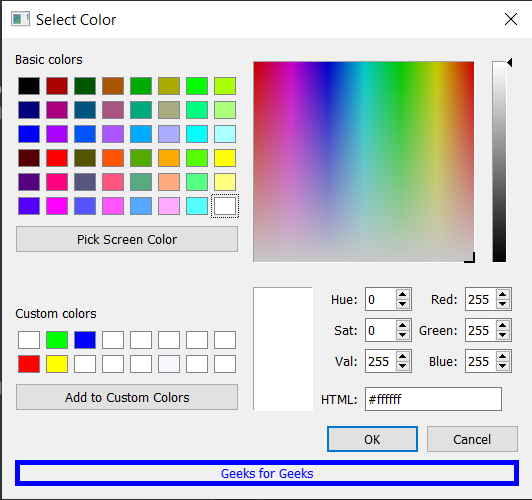 Select Color
Basic colors
Pick Screen Color
Custom colors
Add to Custom Colors
Hue: 0 Red: 255
Sat: 0 Green: 255
Val: 255 Blue: 255
HTML: #ffffff
OK Cancel
Geeks for Geeks